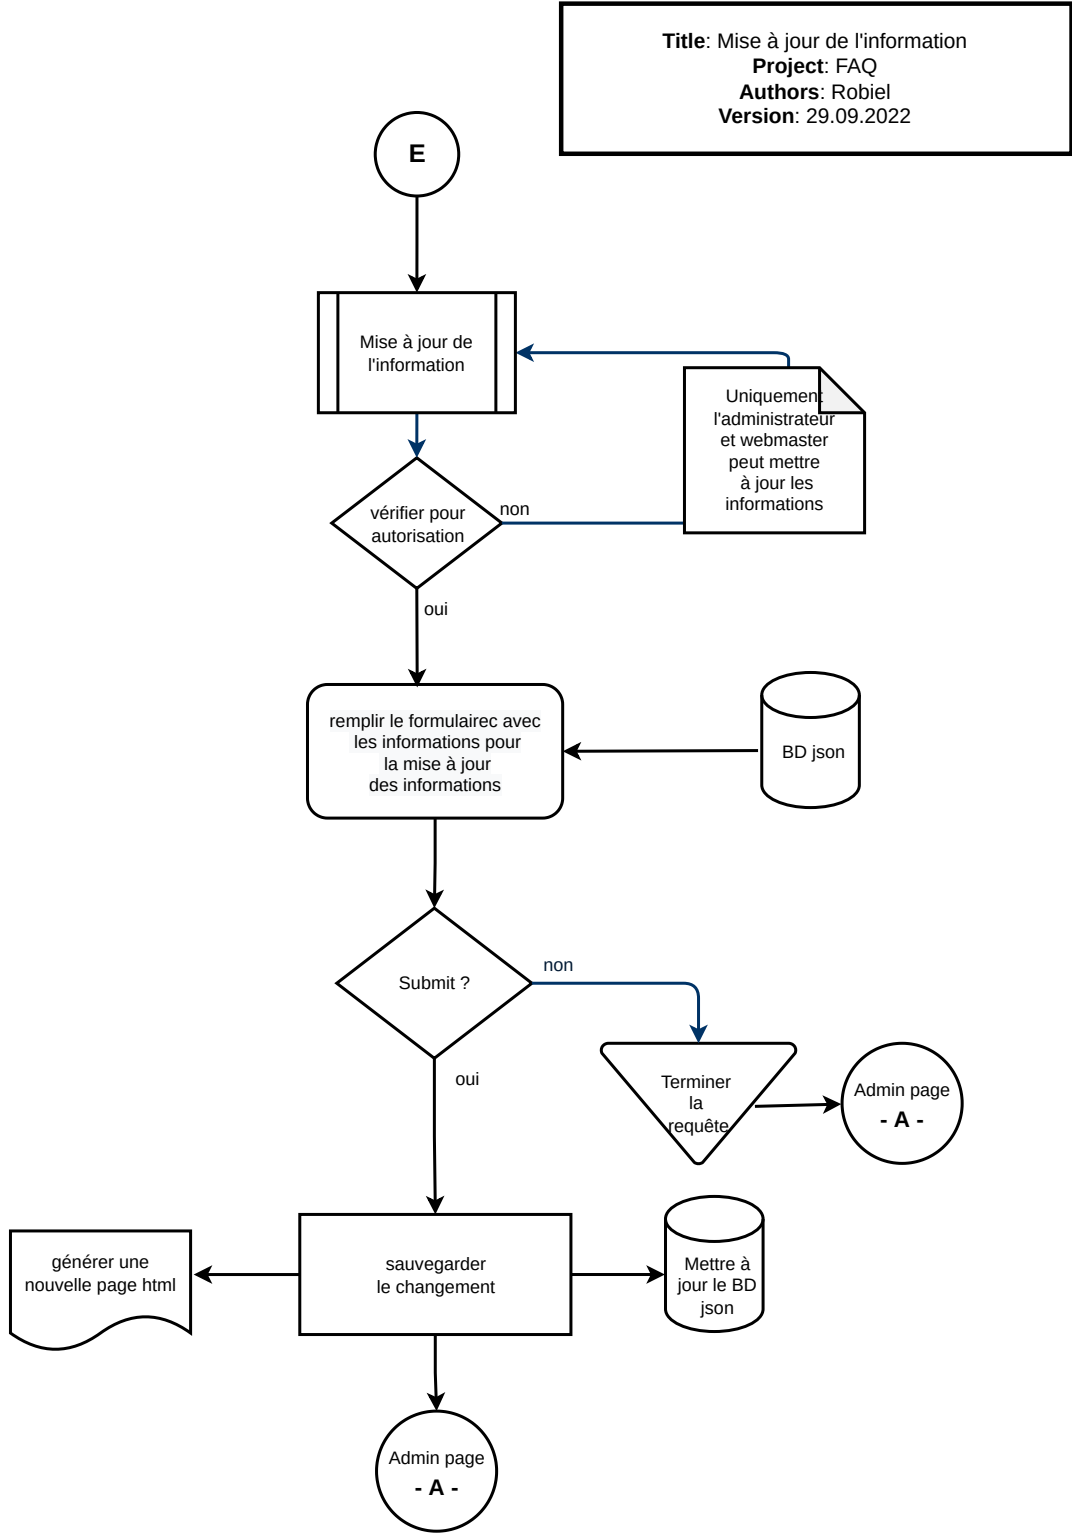 Title: Mise à jour de l'information
Project: FAQ
Authors: Robiel
Version: 29.09.2022
E
Mise à jour de
l'information
Uniquement
l'administrateur
et webmaster
peut mettre
à jour les
informations
vérifier pour
autorisation
non
oui
remplir le formulairec avec
les informations pour
la mise à jour
des informations
BD json
Submit ?
non
oui
Terminer
la
requête
Admin page
- A -
générer une
nouvelle page html
sauvegarder
le changement
Mettre à
jour le BD
json
Admin page
- A -